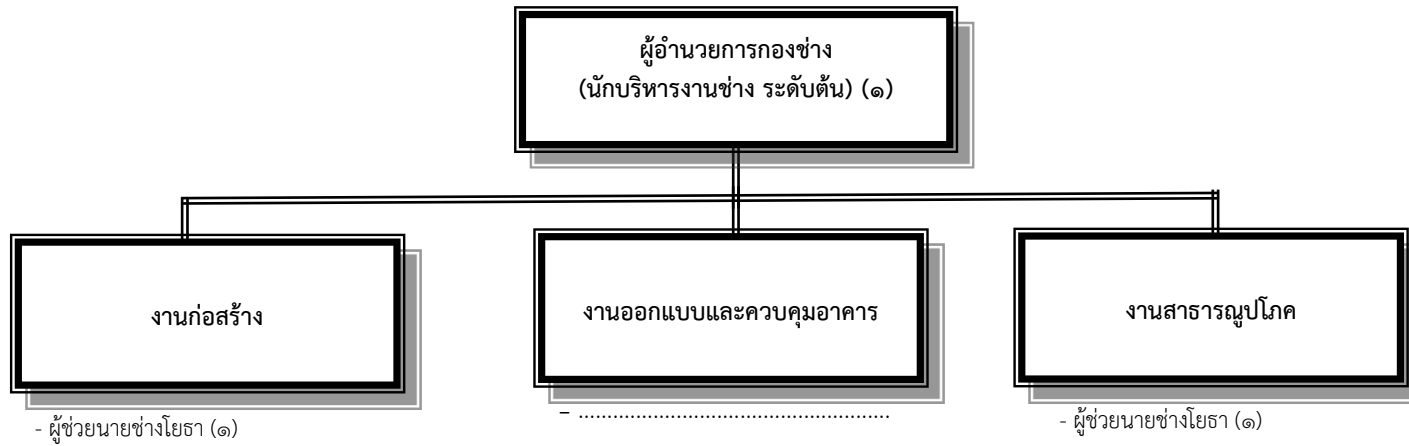 ผู้อำนวยการกองช่าง
(นักบริหารงานช่าง ระดับต้น) (๑)
งานก่อสร้าง
งานออกแบบและควบคุมอาคาร
งานสาธารณูปโภค
- ผู้ช่วยนายช่างโยธา (๑)
- ......................................................
- ผู้ช่วยนายช่างโยธา (๑)